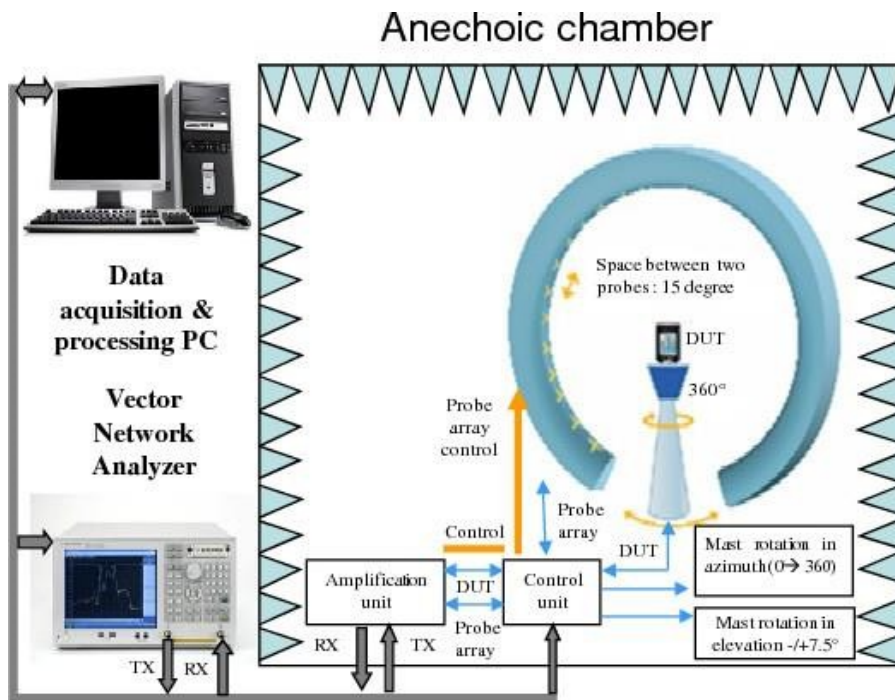 Anechoic chamber
Data
acquisition &
processing PC
Vector
Network
Analyzer
TX
RX
Space between two
probes : 15 degree
DUT
360°
Probe
array
control
Control
Probe
array
DUT
Amplification
unit
DUT
Probe
array
Control
unit
RX
TX
Mast rotation in
azimuth(0→ 360)
Mast rotation in
elevation -/+7.5°